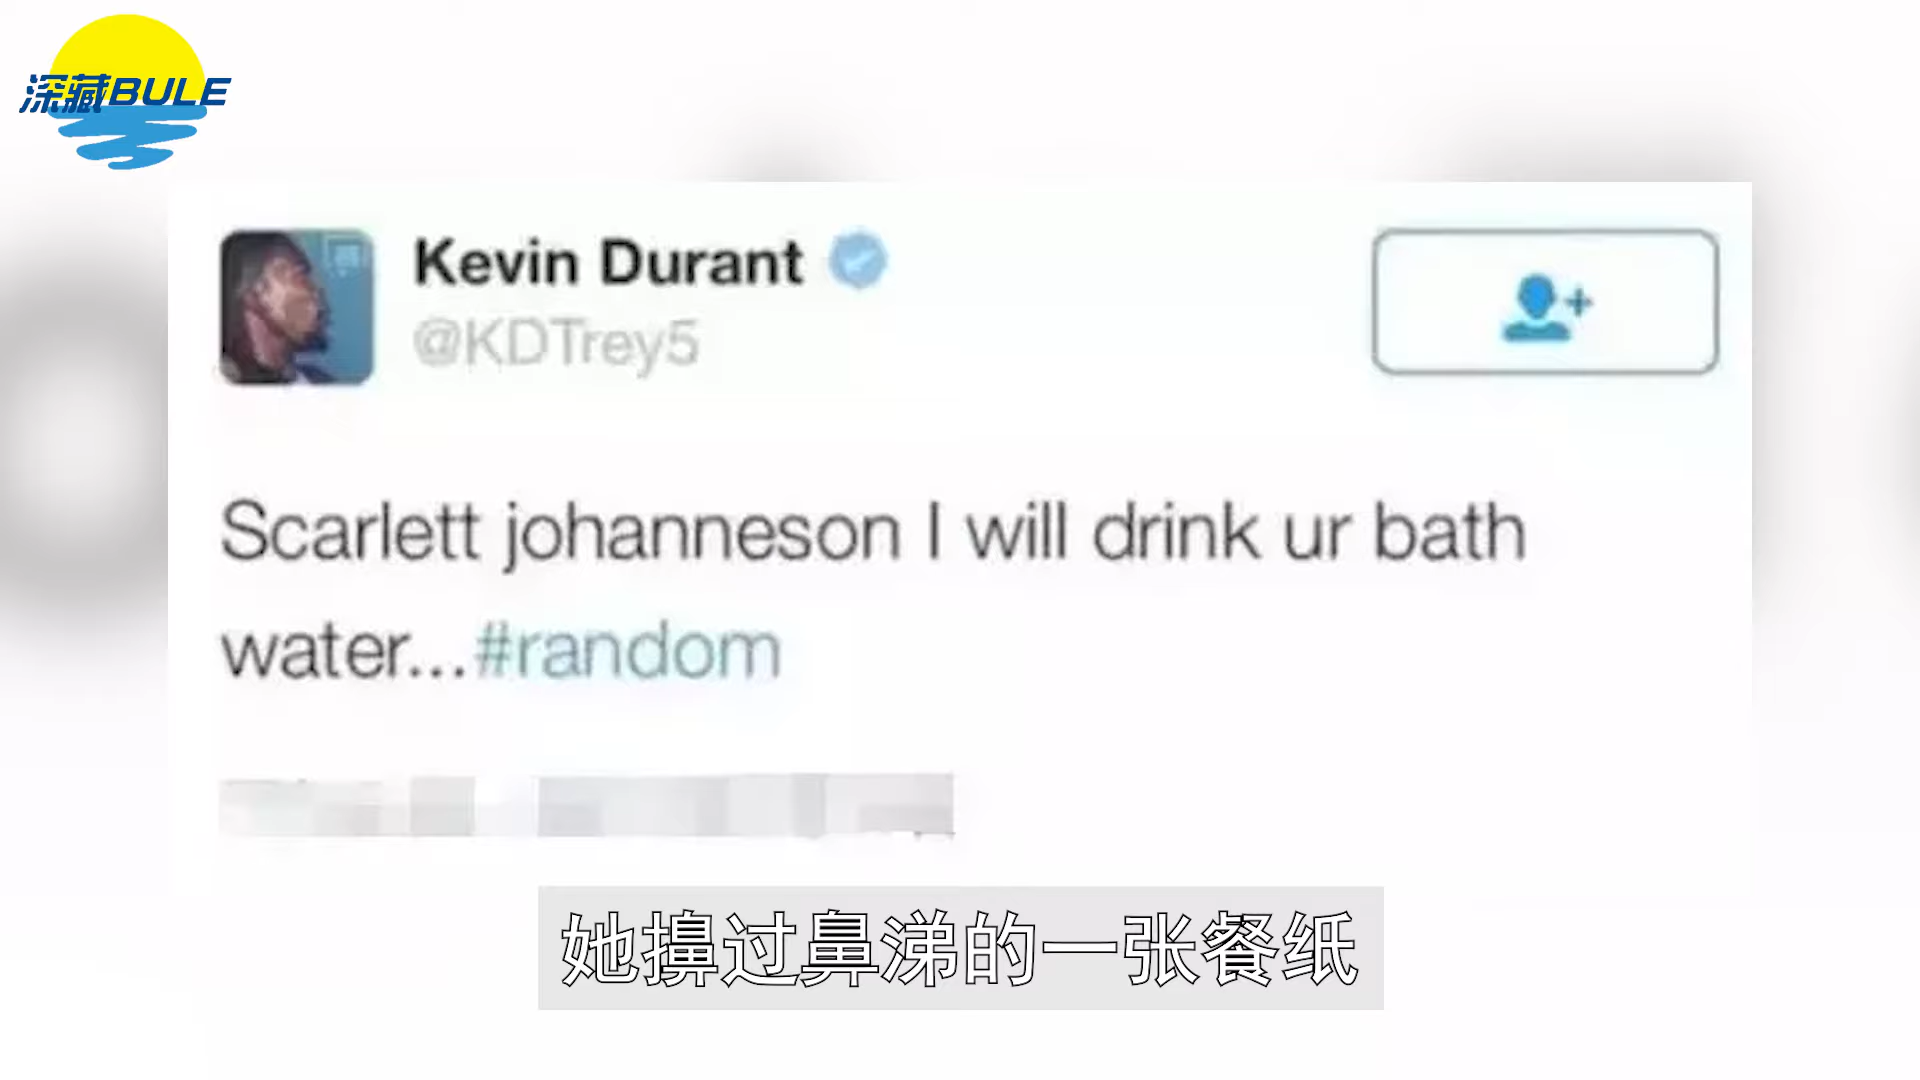 深藏BULE
Kevin Durant
@KDTrey5
Scarlett johanneson I will drink ur bath
water...#random
她擤过鼻涕的一张餐纸